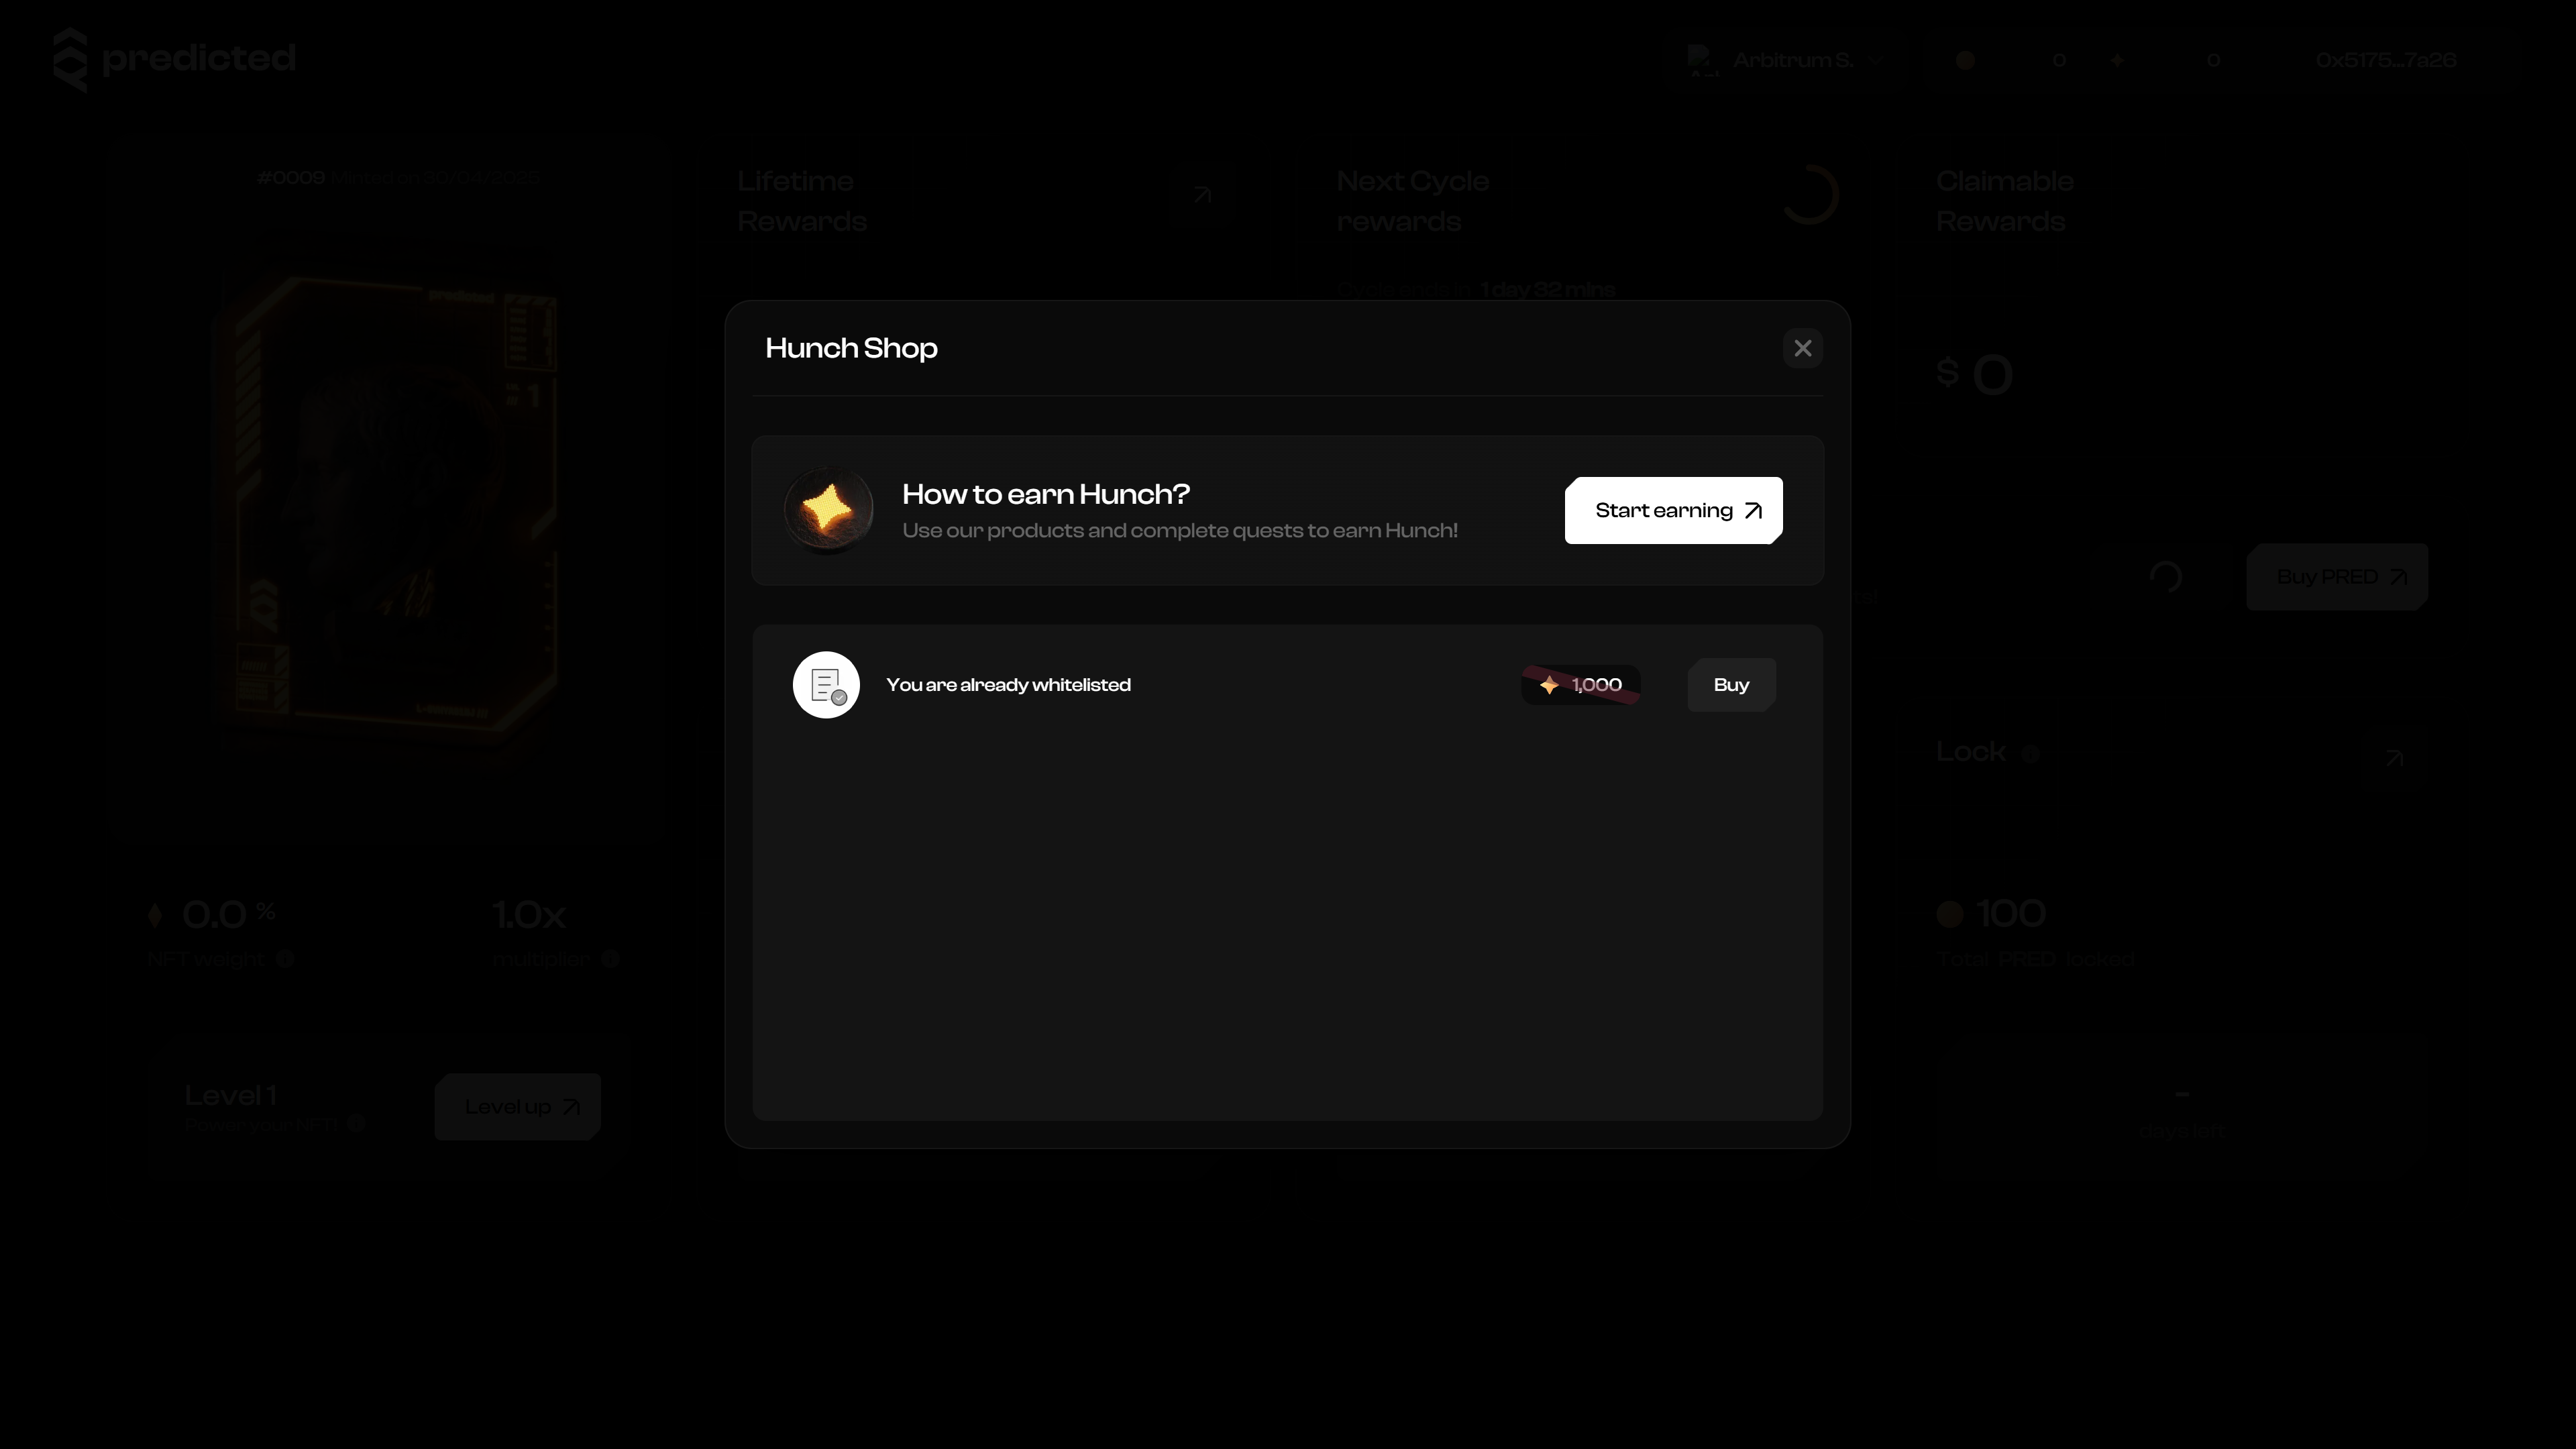 predicted
Arbitrum S.
0
0
0x5175...7a26
#0009 Minted on 30/04/2025
Lifetime
Rewards
Next Cycle
rewards
Cycle ends in 1 day 32 mins
Claimable
Rewards
$ 0
predicted
1
Hunch Shop
How to earn Hunch?
Use our products and complete quests to earn Hunch!
Start earning
Buy PRED
You are already whitelisted
1,000
Buy
Lock
0.0 %
NFT weight
1.0x
multiplier
100
Total PRED locked
Level 1
Power your NFT!
Level up
-
days left